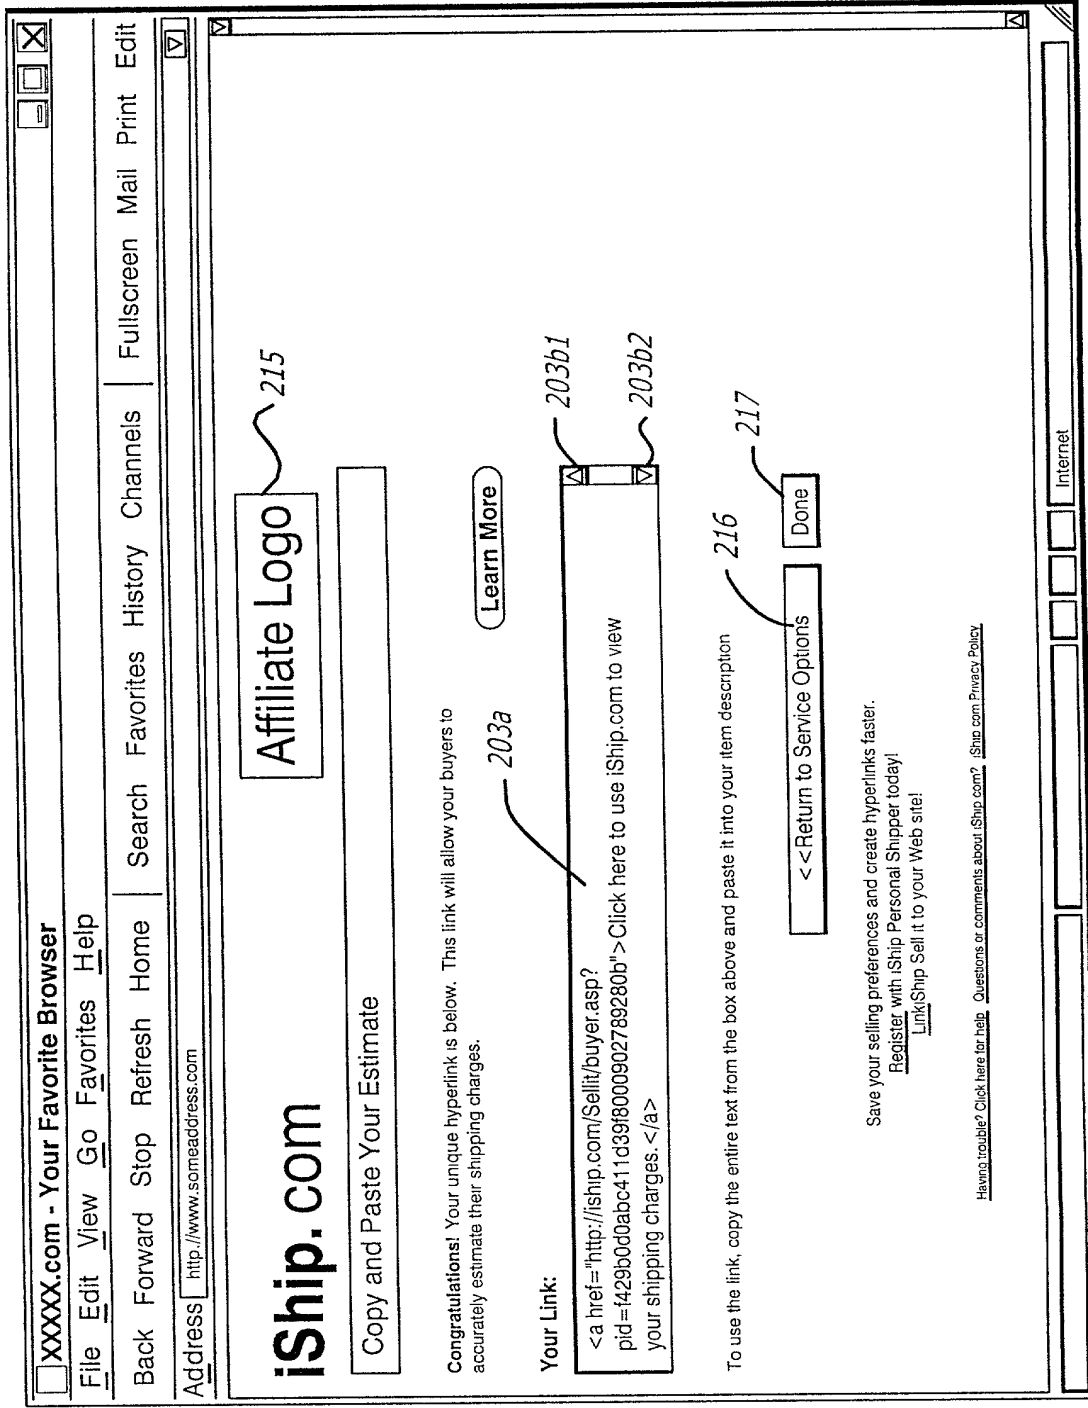 XXXXX.com - Your Favorite Browser
File Edit View Go Favorites Help
Back Forward Stop Refresh Home | Search Favorites History Channels | Fullscreen Mail Print Edit
Address http://www.someaddress.com
iShip.com
Affiliate Logo
215
Copy and Paste Your Estimate
Congratulations! Your unique hyperlink is below. This link will allow your buyers to
accurately estimate their shipping charges.
Learn More
203a
Your Link:
203b1
<a href="http://iship.com/Sellit/buyer.asp?
pid=f429b0d0abc411d39f8000902789280b">Click here to use iShip.com to view
your shipping charges.</a>
203b2
To use the link, copy the entire text from the box above and paste it into your item description
216
217
<<Return to Service Options
Done
Save your selling preferences and create hyperlinks faster.
Register with iShip Personal Shipper today!
LinkiShip Sell it to your Web site!
Having trouble? Click here for help Questions or comments about iShip com? iShip com Privacy Policy
Internet